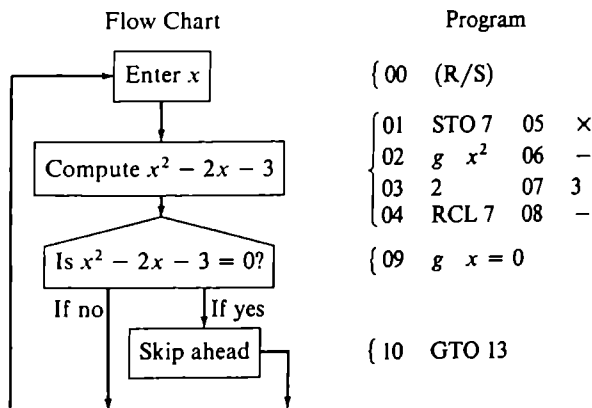 Flow Chart Program
Enter x { 00 (R/S)
01 STO 7 05 ×
Compute x² − 2x − 3 02 g x² 06 −
03 2 07 3
04 RCL 7 08 −
Is x² − 2x − 3 = 0? { 09 g x = 0
If no If yes
Skip ahead { 10 GTO 13